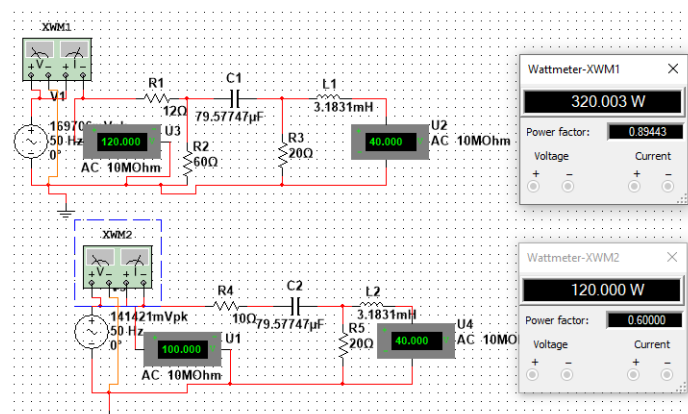 XWM1
V I
+ - + -
V1
169706mVpk
50 Hz
0°
120.000
U3
AC 10MOhm
R1
12Ω
R2
60Ω
C1
79.57747µF
R3
20Ω
L1
3.1831mH
U2
40.000
AC 10MOhm
Wattmeter-XWM1
320.003 W
Power factor:
0.89443
Voltage Current
+ - + -
XWM2
V I
+ - + -
141421mVpk
50 Hz
0°
100.000
U1
AC 10MOhm
R4
10Ω
C2
79.57747µF
R5
20Ω
L2
3.1831mH
U4
40.000
AC 10MO
Wattmeter-XWM2
120.000 W
Power factor:
0.60000
Voltage Current
+ - + -